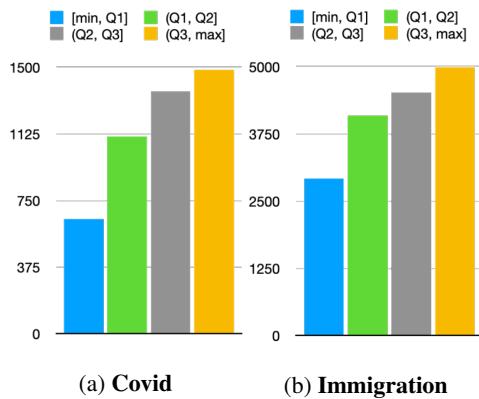 [min, Q1] (Q1, Q2]
(Q2, Q3] (Q3, max]
1500
1125
750
375
0
(a) Covid
[min, Q1] (Q1, Q2]
(Q2, Q3] (Q3, max]
5000
3750
2500
1250
0
(b) Immigration